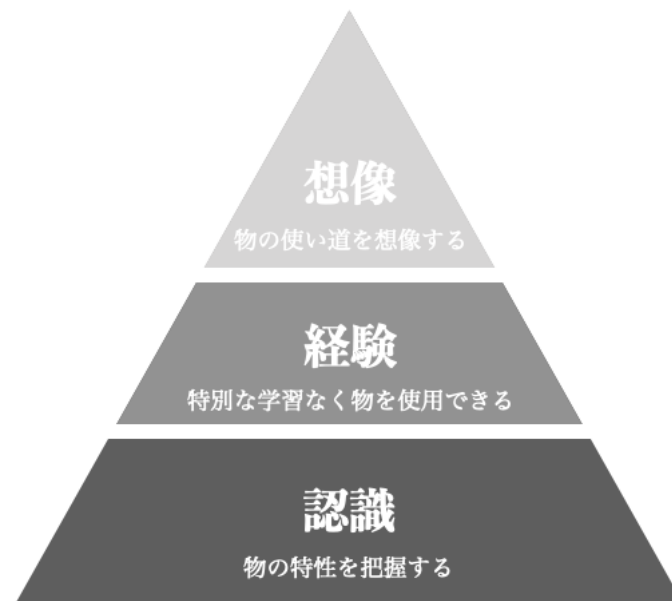 想像
物の使い道を想像する
経験
特別な学習なく物を使用できる
認識
物の特性を把握する